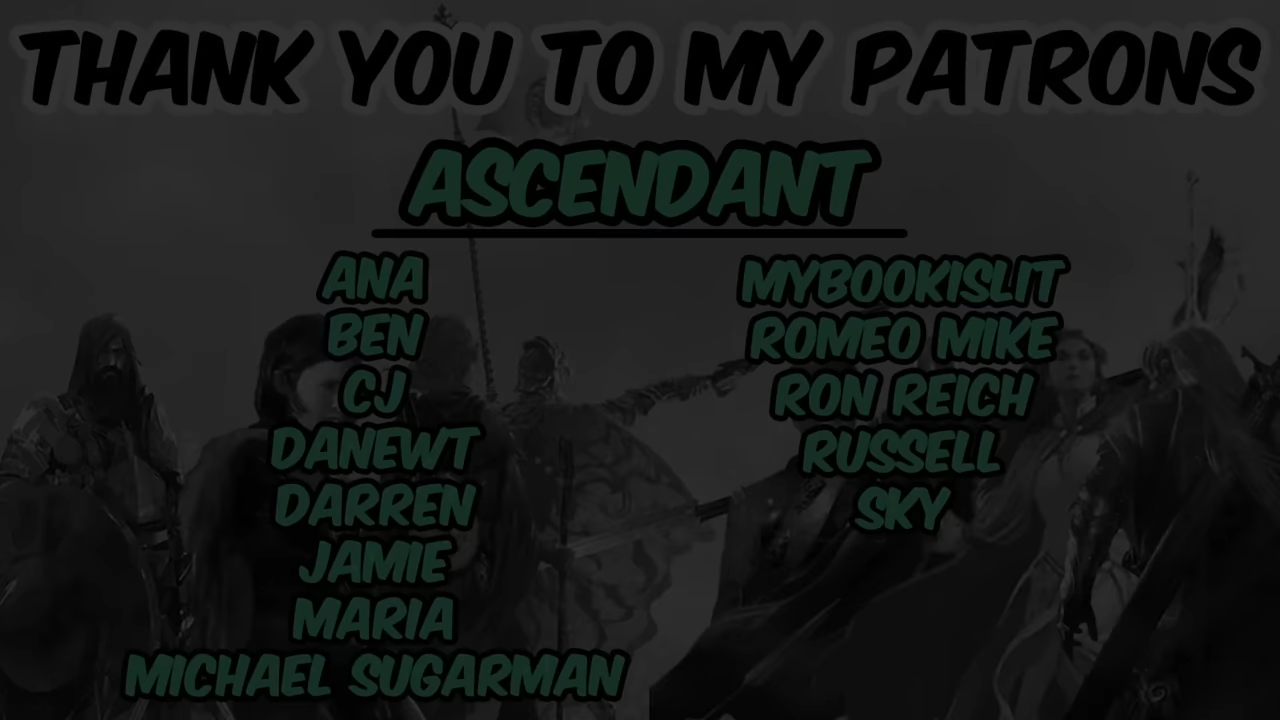 THANK YOU TO MY PATRONS
ASCENDANT
ANA
BEN
CJ
DANEWT
DARREN
JAMIE
MARIA
MICHAEL SUGARMAN
MYBOOKISLIT
ROMEO MIKE
RON REICH
RUSSELL
SKY